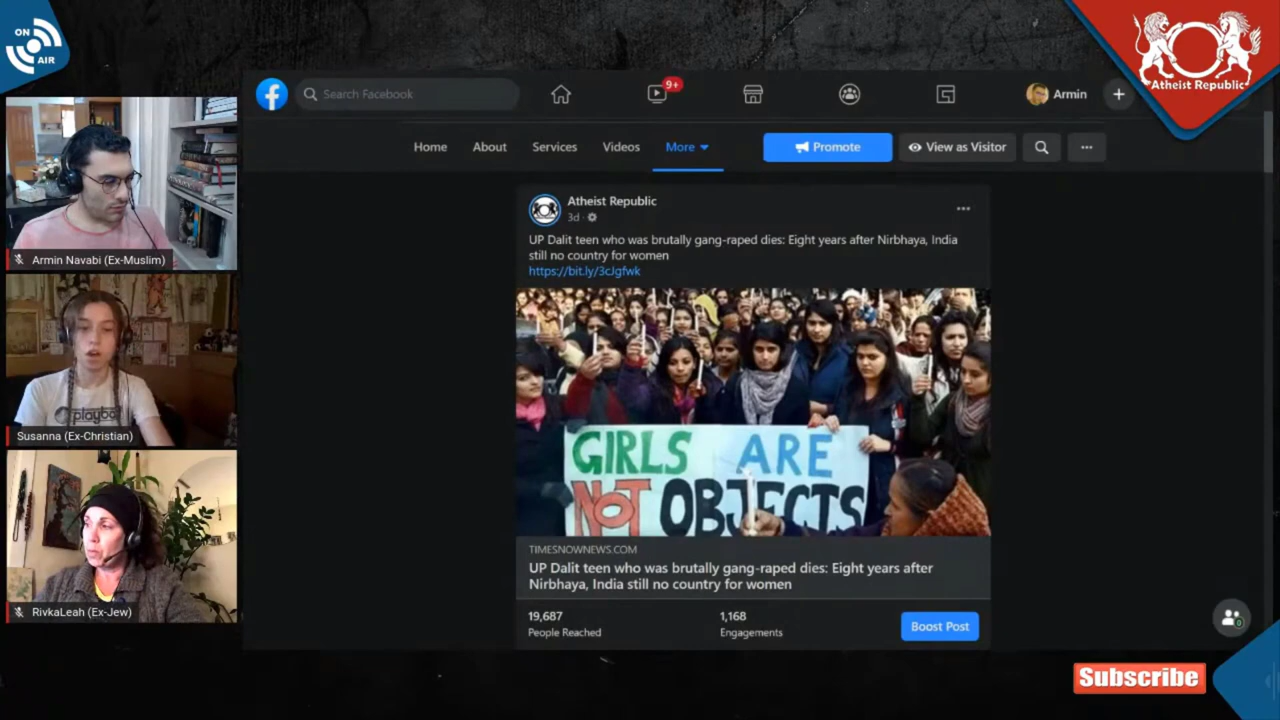 ON
AIR
Atheist Republic
Search Facebook
9+
Armin
Home
About
Services
Videos
More
Promote
View as Visitor
Atheist Republic
3d
UP Dalit teen who was brutally gang-raped dies: Eight years after Nirbhaya, India
still no country for women
https://bit.ly/3cJgfwk
GIRLS ARE
NOT OBJECTS
TIMESNOWNEWS.COM
UP Dalit teen who was brutally gang-raped dies: Eight years after
Nirbhaya, India still no country for women
19,687
People Reached
1,168
Engagements
Boost Post
0
Armin Navabi (Ex-Muslim)
playboy
Susanna (Ex-Christian)
RivkaLeah (Ex-Jew)
Subscribe